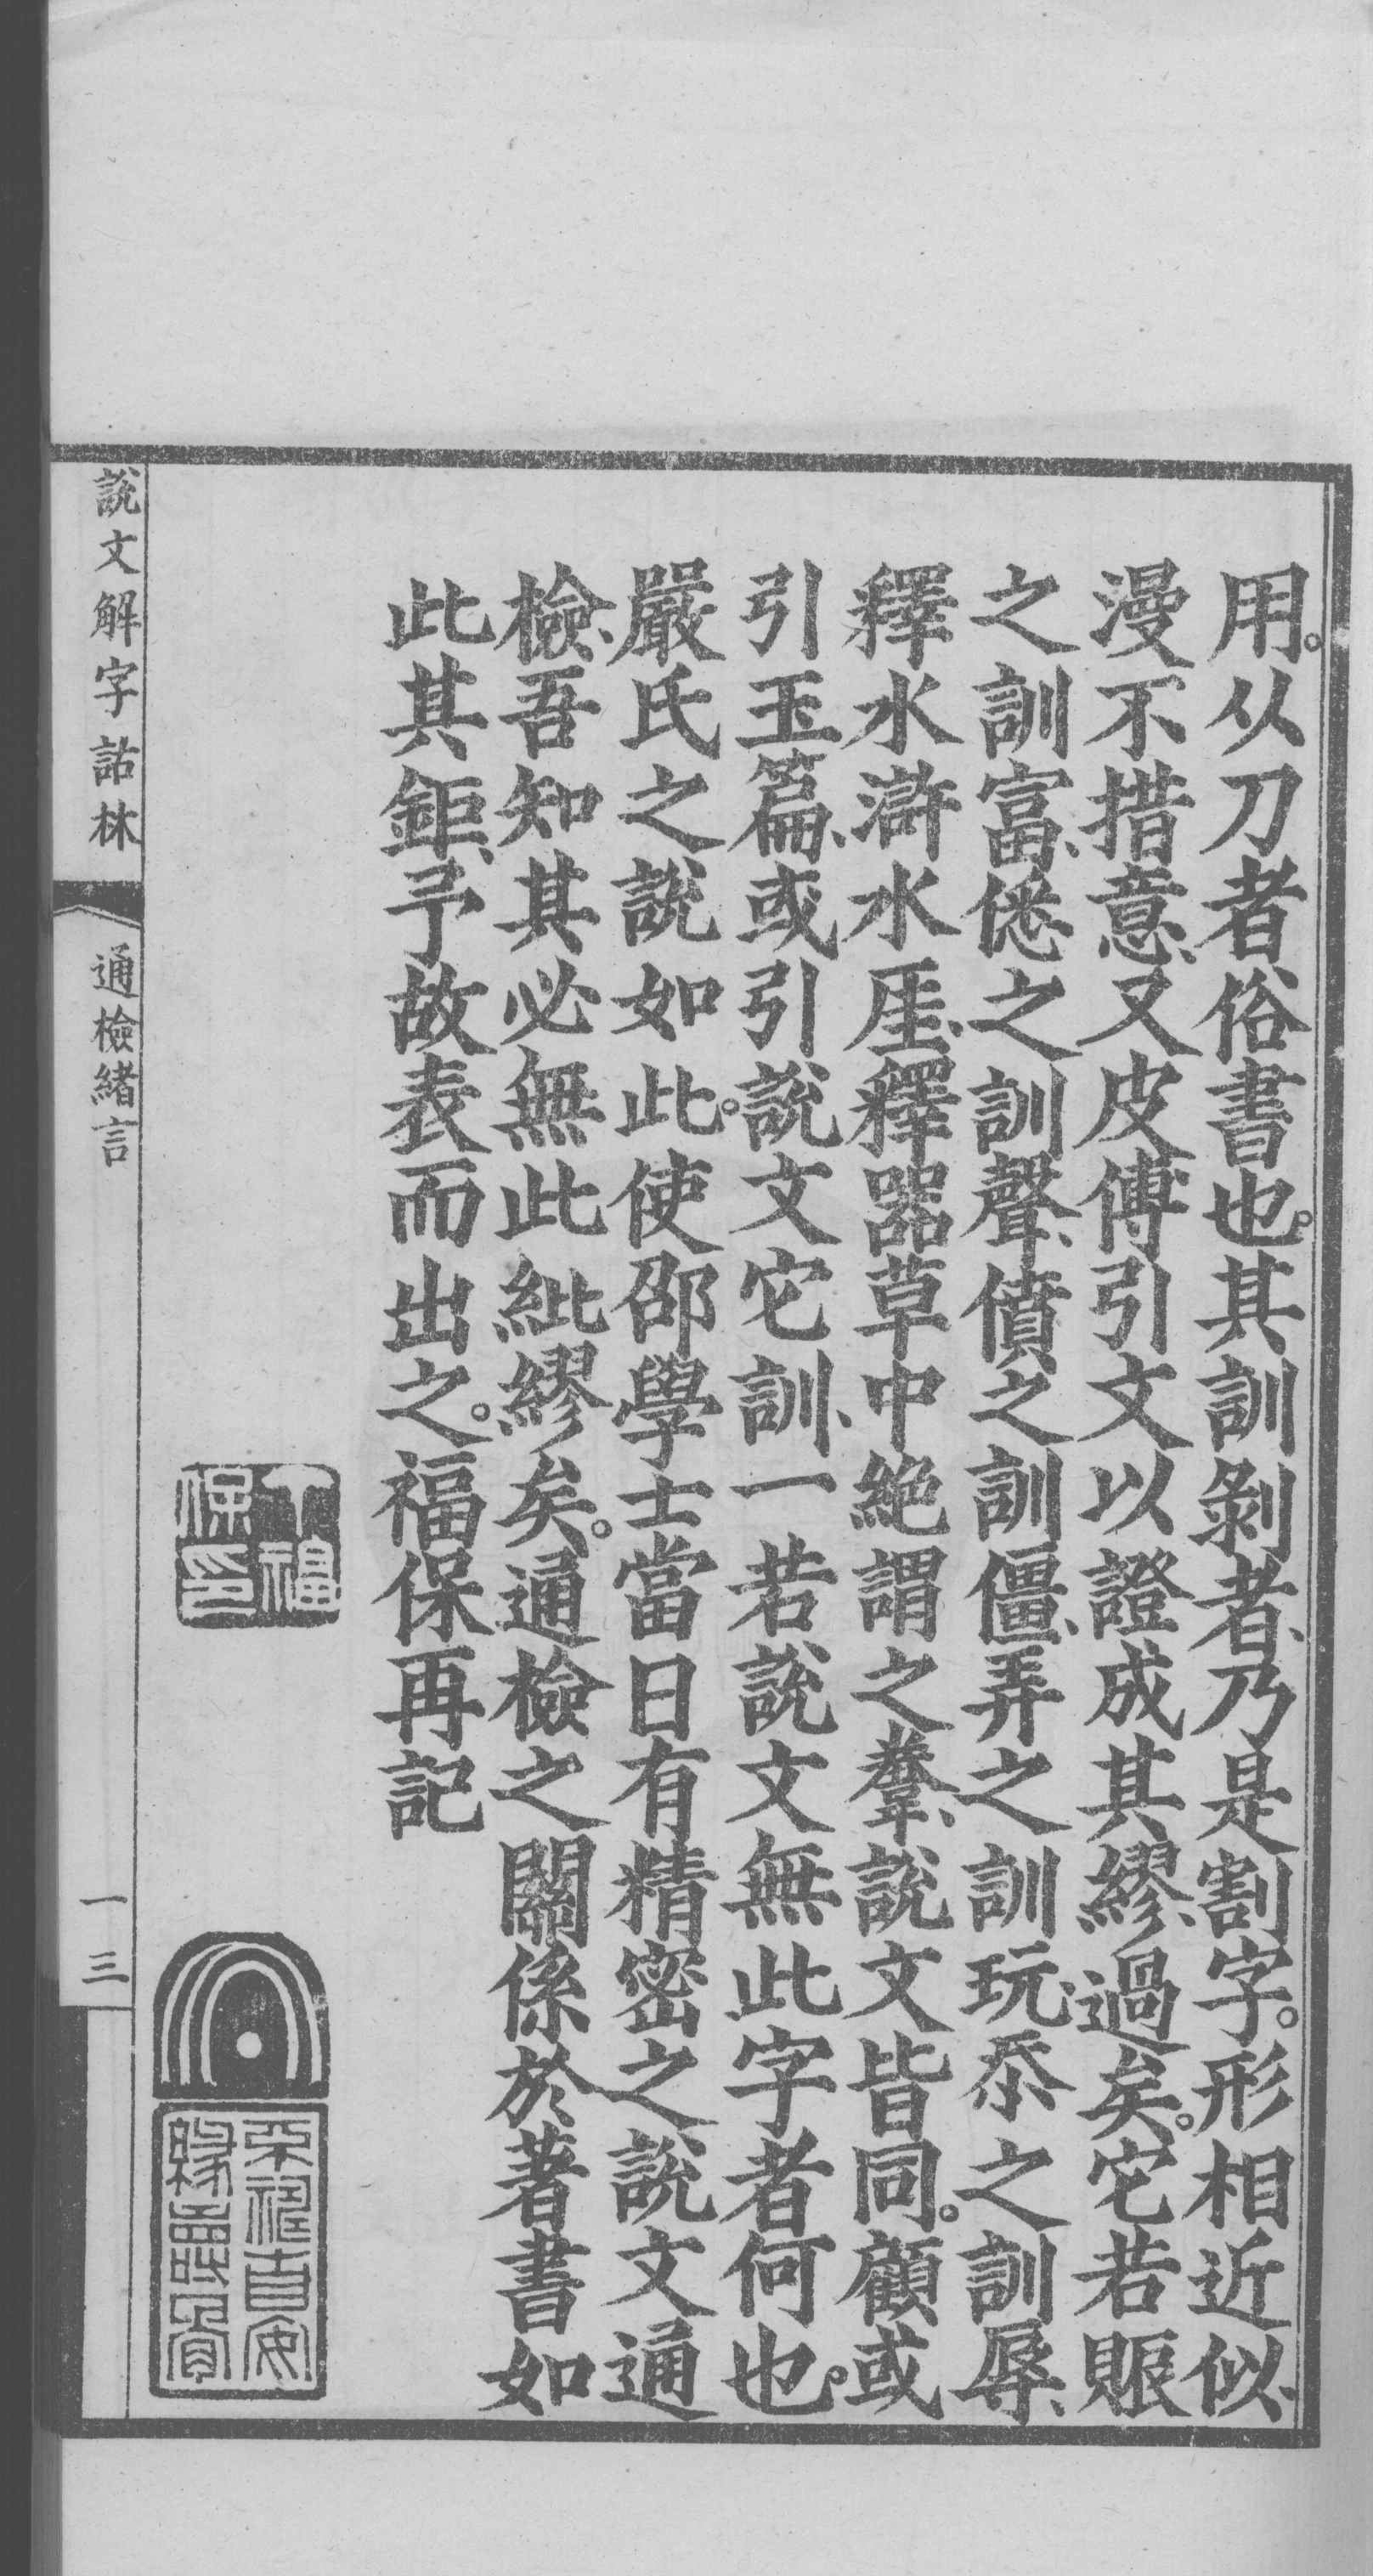 用。从刀者俗書也。其訓剝者、乃是割字。形相近似、
漫不措意、又皮傅引文以證成其繆、過矣。它若賑
之訓富、倦之訓聲、僨之訓僵、弄之訓玩、忝之訓辱、
釋水滸水厓、釋器草中絕謂之鞪、說文皆同。顧或
引玉篇、或引說文它訓、一若說文無此字者何也。
嚴氏之說如此。使邵學士當日有精密之說文通
檢、吾知其必無此紕繆矣。通檢之關係於著書如
此其鉅、予故表而出之。福保再記
丁福保印
說文解字詁林
通檢緒言
一三